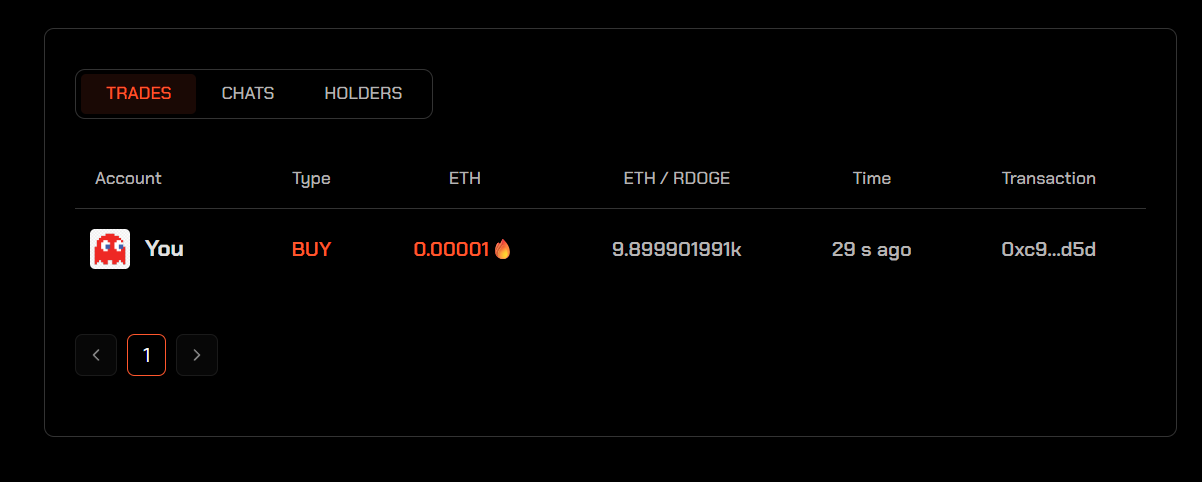 TRADES CHATS HOLDERS
Account Type ETH ETH / RDOGE Time Transaction
You BUY 0.00001🔥 9.899901991k 29 s ago 0xc9...d5d
1